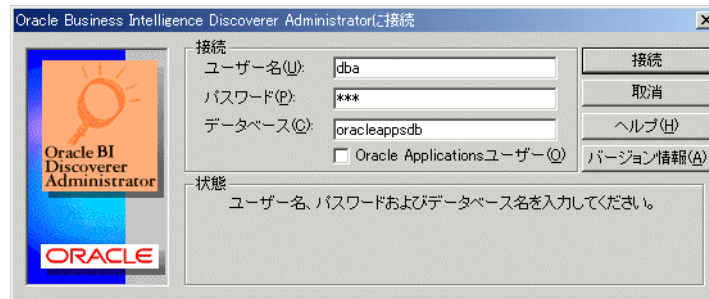 Oracle Business Intelligence Discoverer Administratorに接続
接続
ユーザー名(U):
dba
パスワード(P):
***
データベース(C):
oracleappsdb
Oracle Applicationsユーザー(O)
接続
取消
ヘルプ(H)
バージョン情報(A)
Oracle BI
Discoverer
Administrator
ORACLE
状態
ユーザー名、パスワードおよびデータベース名を入力してください。